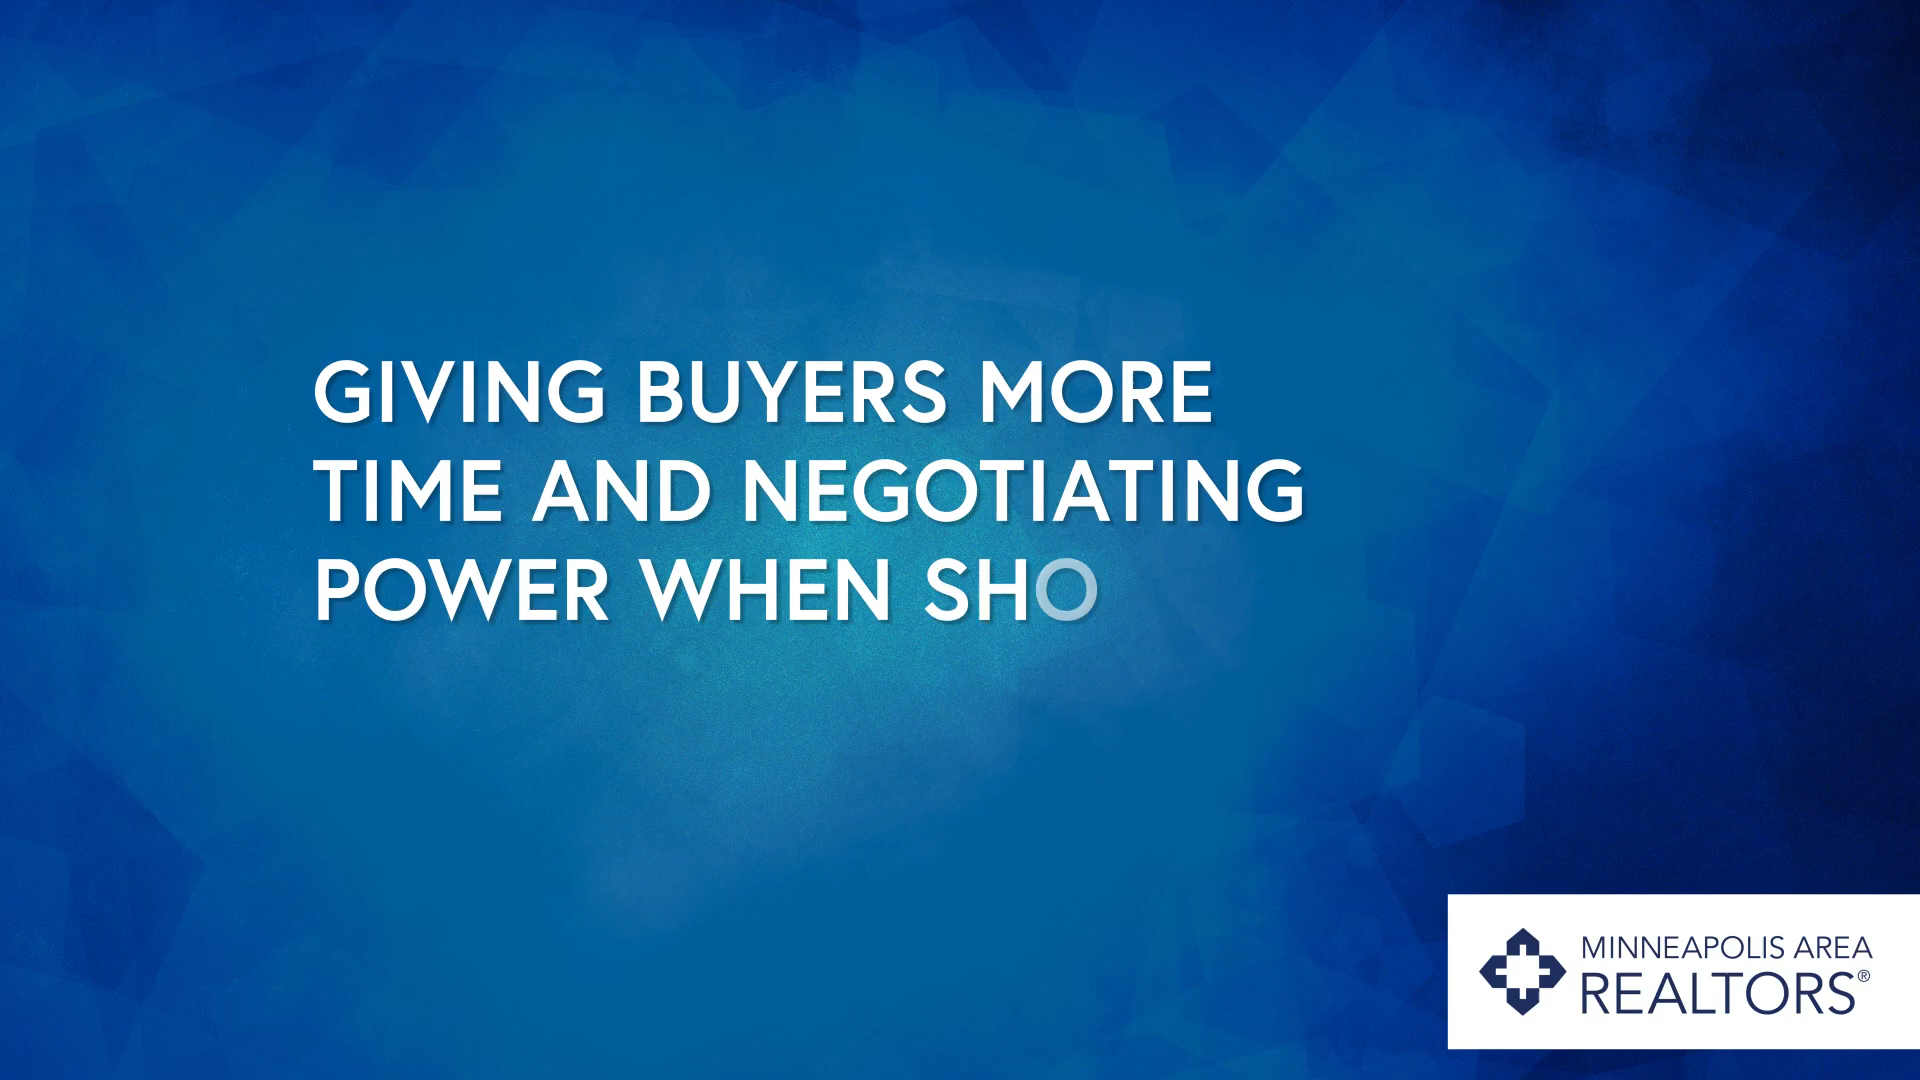 GIVING BUYERS MORE
TIME AND NEGOTIATING
POWER WHEN SHO
MINNEAPOLIS AREA
REALTORS®